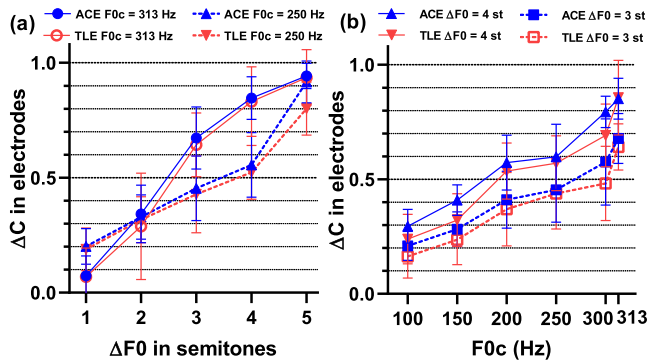 (a)
ACE F0c = 313 Hz
ACE F0c = 250 Hz
TLE F0c = 313 Hz
TLE F0c = 250 Hz
ΔC in electrodes
1.0
0.5
0.0
1 2 3 4 5
ΔF0 in semitones
(b)
ACE ΔF0 = 4 st
ACE ΔF0 = 3 st
TLE ΔF0 = 4 st
TLE ΔF0 = 3 st
ΔC in electrodes
1.0
0.5
0.0
100 150 200 250 300 313
F0c (Hz)